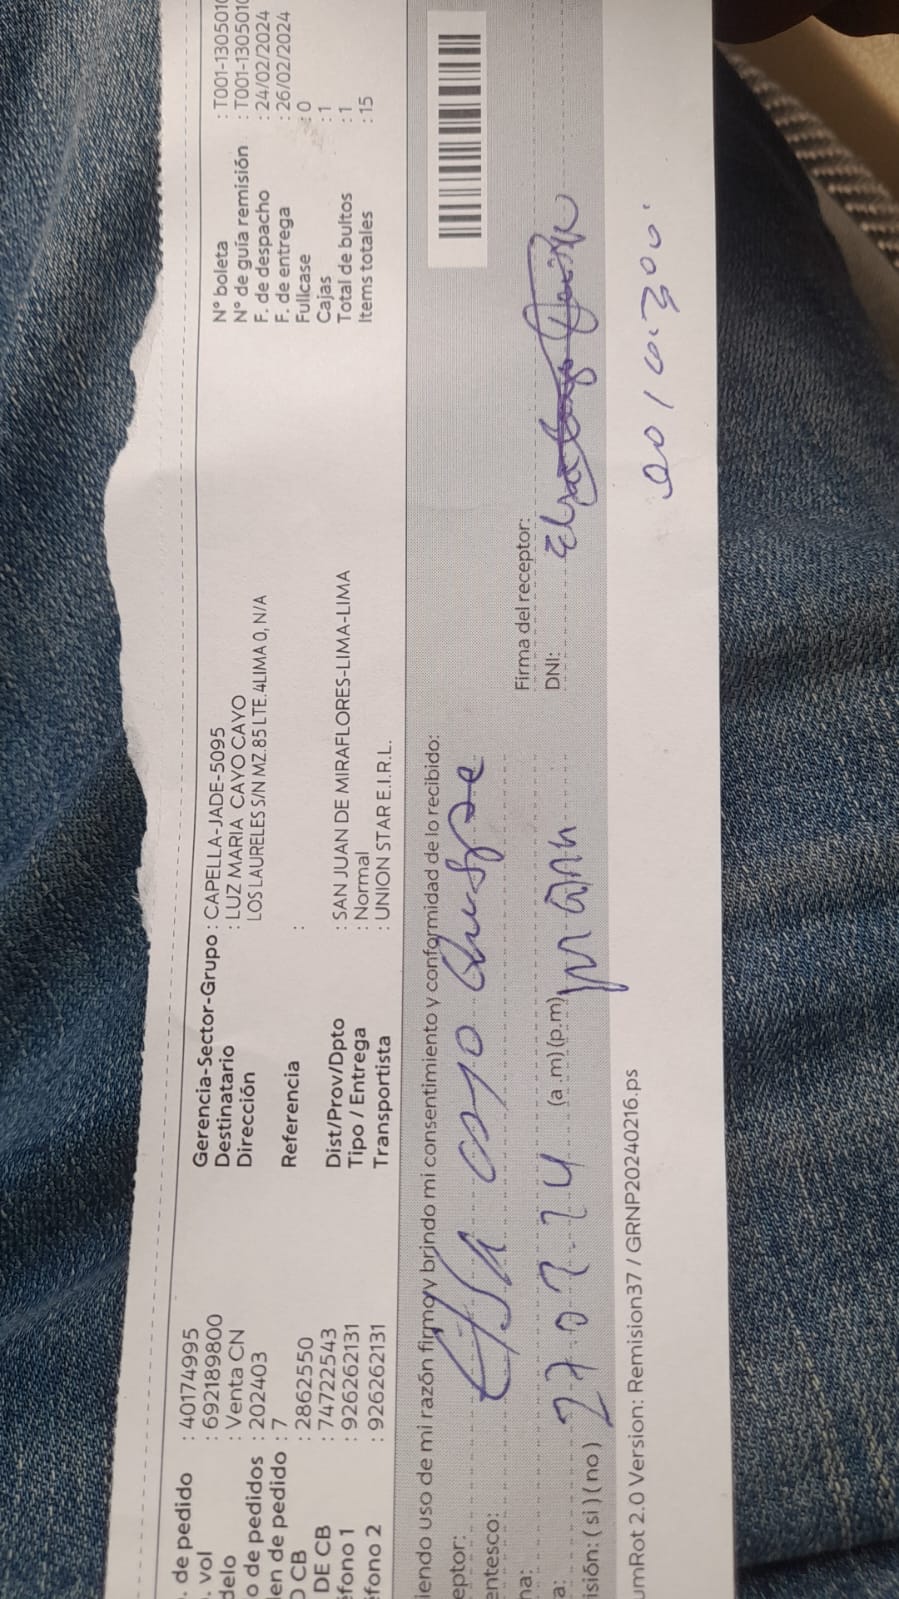 . de pedido : 40174995
. vol : 692189800
delo : Venta CN
o de pedidos : 202403
len de pedido : 7
O CB : 2862550
DE CB : 74722543
éfono 1 : 926262131
éfono 2 : 926262131
Gerencia-Sector-Grupo : CAPELLA-JADE-5095
Destinatario : LUZ MARIA CAYO CAYO
Dirección LOS LAURELES S/N MZ.85 LTE.4LIMA 0, N/A
Referencia :
Dist/Prov/Dpto : SAN JUAN DE MIRAFLORES-LIMA-LIMA
Tipo / Entrega : Normal
Transportista : UNION STAR E.I.R.L.
N° boleta : T001-1305010
N° de guía remisión : T001-1305010
F. de despacho : 24/02/2024
F. de entrega : 26/02/2024
Fullcase : 0
Cajas : 1
Total de bultos : 1
Items totales : 15
iendo uso de mi razón firmo y brindo mi consentimiento y conformidad de lo recibido:
eptor: cayo
entesco:
Firma del receptor:
na: 27.02.24
DNI:
a: (a.m)(p.m)
isión: (si)(no)
umRot 2.0 Version: Remision37 / GRNP20240216.ps